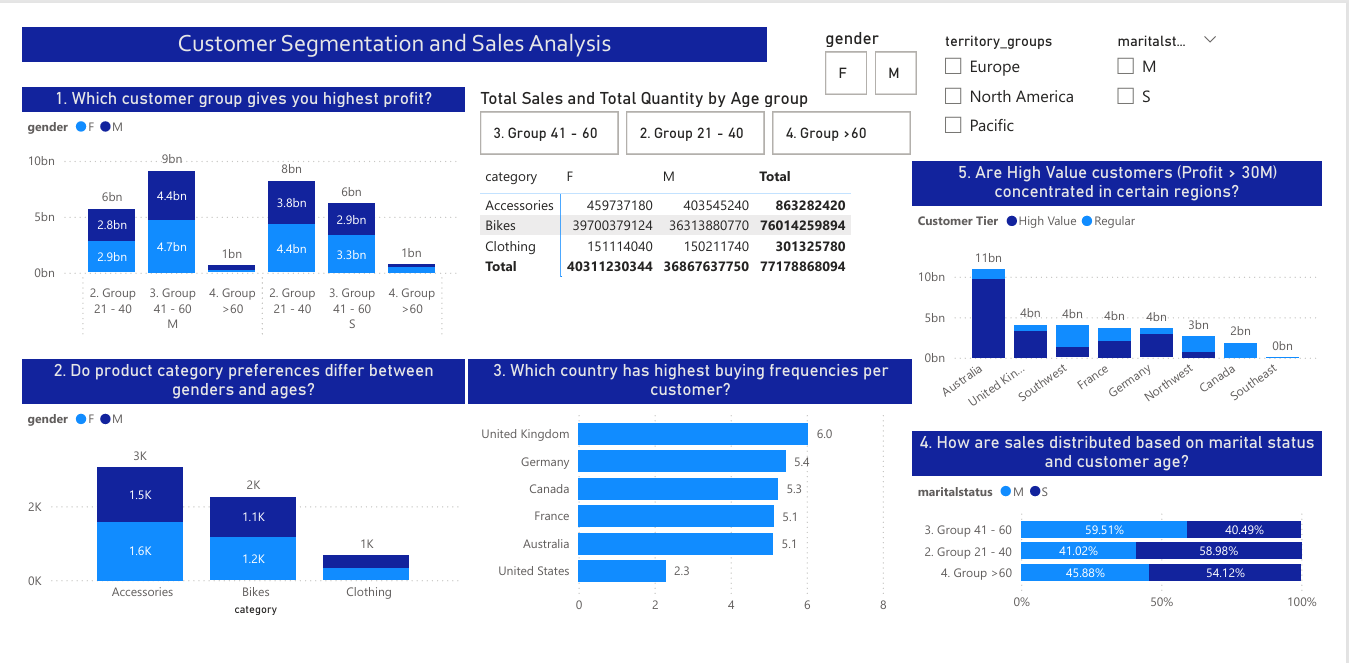 Customer Segmentation and Sales Analysis
gender
F M
territory_groups
Europe
North America
Pacific
maritalst...
M
S
1. Which customer group gives you highest profit?
gender F M
10bn
5bn
0bn
6bn
2.8bn
2.9bn
9bn
4.4bn
4.7bn
1bn
8bn
3.8bn
4.4bn
6bn
2.9bn
3.3bn
1bn
2. Group 3. Group 4. Group 2. Group 3. Group 4. Group
21 - 40 41 - 60 >60 21 - 40 41 - 60 >60
M S
Total Sales and Total Quantity by Age group
3. Group 41 - 60 2. Group 21 - 40 4. Group >60
category F M Total
Accessories 459737180 403545240 863282420
Bikes 39700379124 36313880770 76014259894
Clothing 151114040 150211740 301325780
Total 40311230344 36867637750 77178868094
5. Are High Value customers (Profit > 30M)
concentrated in certain regions?
Customer Tier High Value Regular
10bn
5bn
0bn
11bn
4bn
4bn
4bn
4bn
3bn
2bn
0bn
Australia
United Kin...
Southwest
France
Germany
Northwest
Canada
Southeast
2. Do product category preferences differ between
genders and ages?
gender F M
2K
0K
3K
1.5K
1.6K
2K
1.1K
1.2K
1K
Accessories Bikes Clothing
category
3. Which country has highest buying frequencies per
customer?
United Kingdom 6.0
Germany 5.4
Canada 5.3
France 5.1
Australia 5.1
United States 2.3
0 2 4 6 8
4. How are sales distributed based on marital status
and customer age?
maritalstatus M S
3. Group 41 - 60 59.51% 40.49%
2. Group 21 - 40 41.02% 58.98%
4. Group >60 45.88% 54.12%
0% 50% 100%